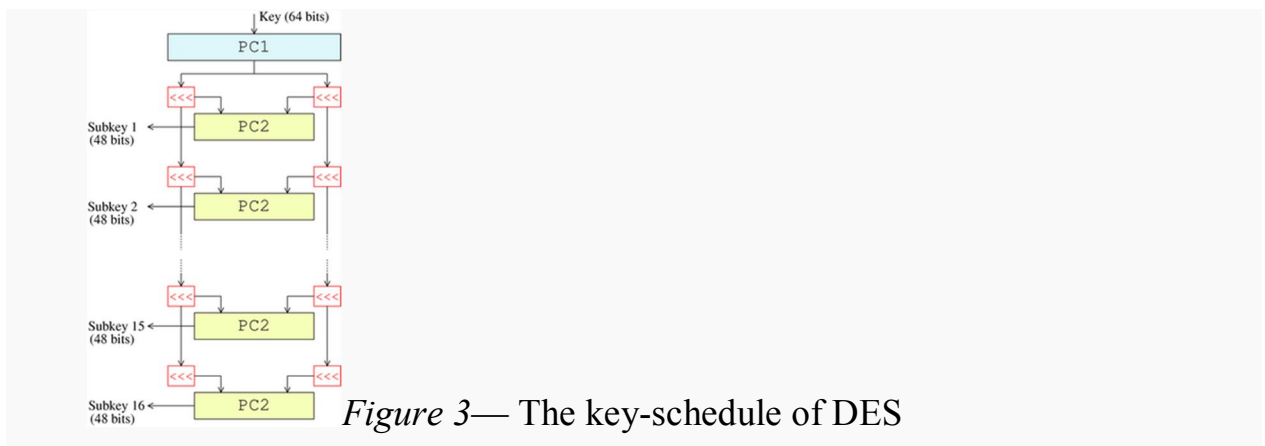 Key (64 bits)
PC1
<<< <<<
PC2
Subkey 1
(48 bits)
<<< <<<
PC2
Subkey 2
(48 bits)
<<< <<<
PC2
Subkey 15
(48 bits)
<<< <<<
PC2
Subkey 16
(48 bits)
Figure 3— The key-schedule of DES